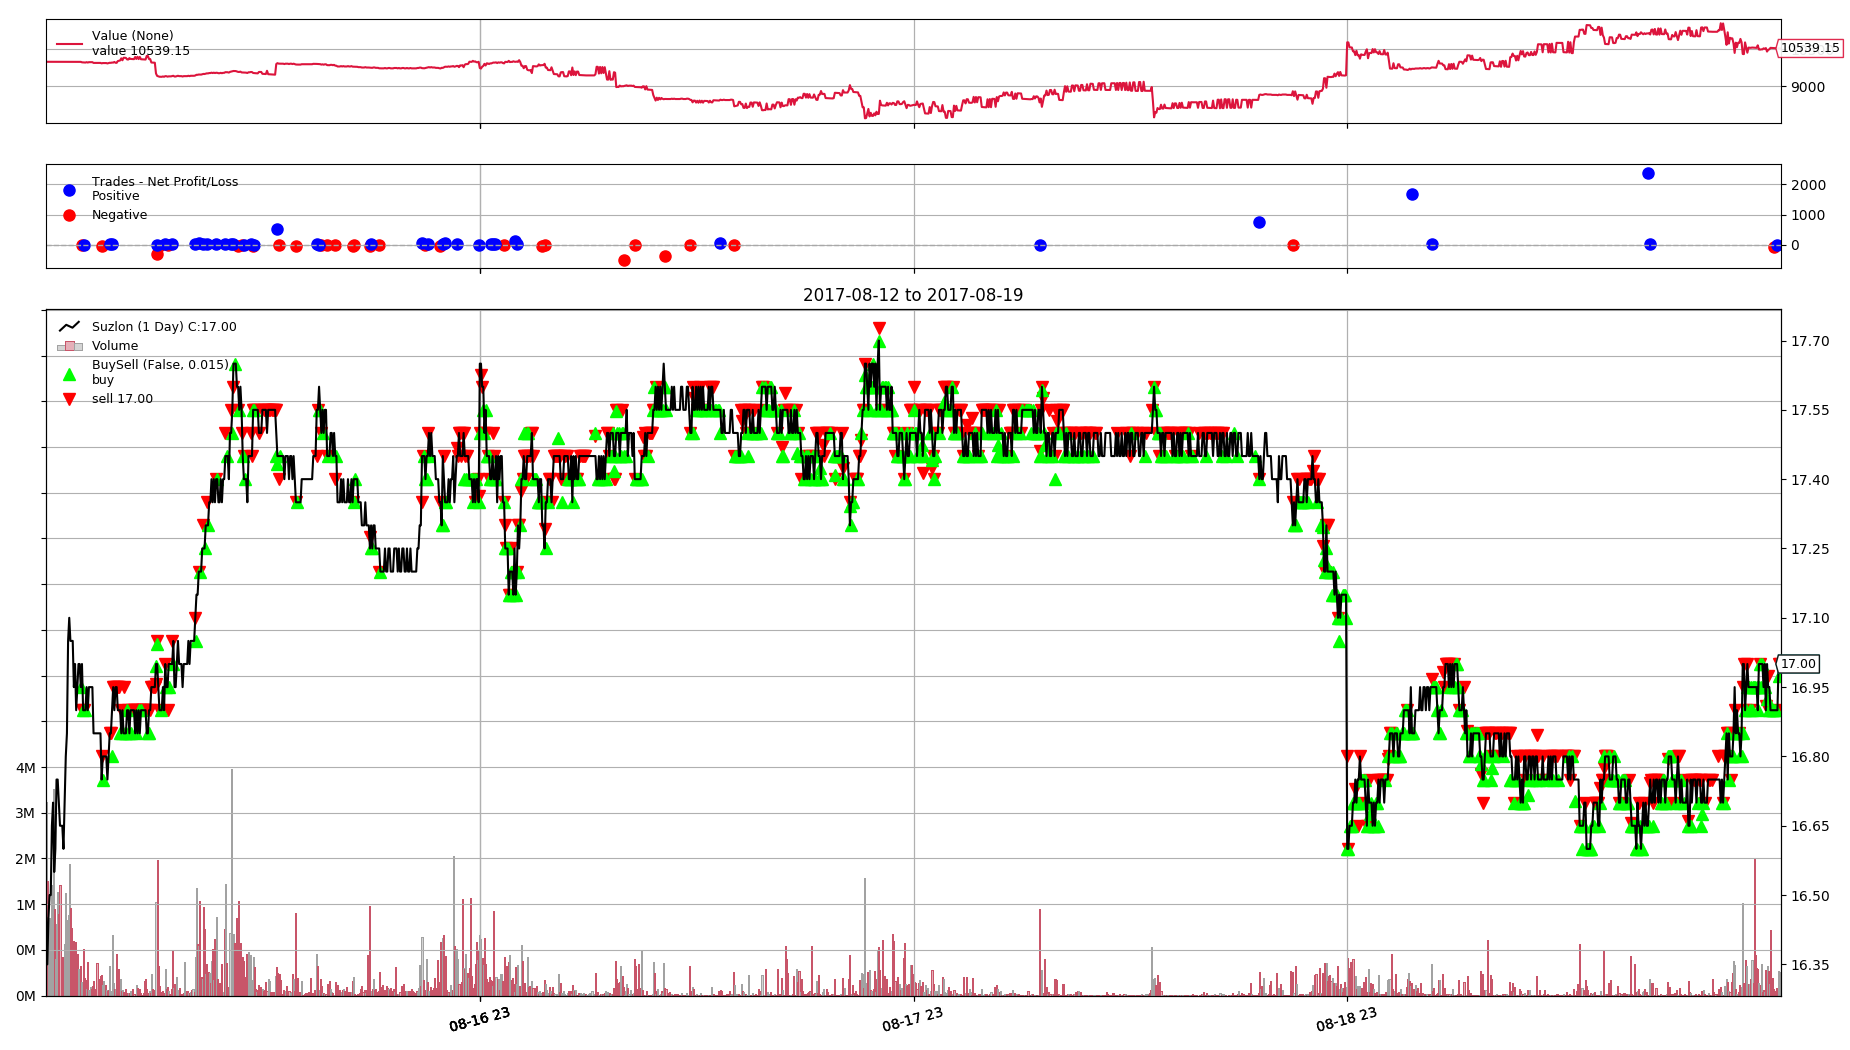 Value (None)
value 10539.15
10539.15
9000
Trades - Net Profit/Loss
Positive
Negative
2000
1000
0
2017-08-12 to 2017-08-19
Suzlon (1 Day) C:17.00
Volume
BuySell (False, 0.015)
buy
sell 17.00
17.70
17.55
17.40
17.25
17.10
17.00
16.95
16.80
16.65
16.50
16.35
4M
3M
2M
1M
0M
0M
08-16 23
08-17 23
08-18 23